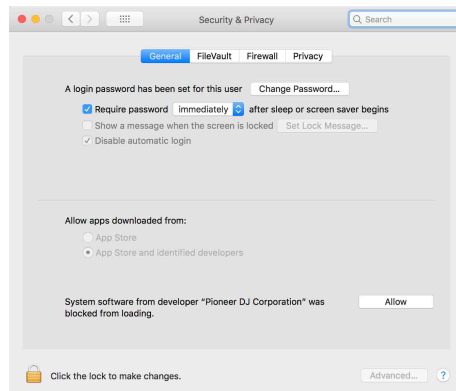 Security & Privacy
Search
General FileVault Firewall Privacy
A login password has been set for this user Change Password...
Require password immediately after sleep or screen saver begins
Show a message when the screen is locked Set Lock Message...
Disable automatic login
Allow apps downloaded from:
App Store
App Store and identified developers
System software from developer “Pioneer DJ Corporation” was Allow
blocked from loading.
Click the lock to make changes. Advanced... ?